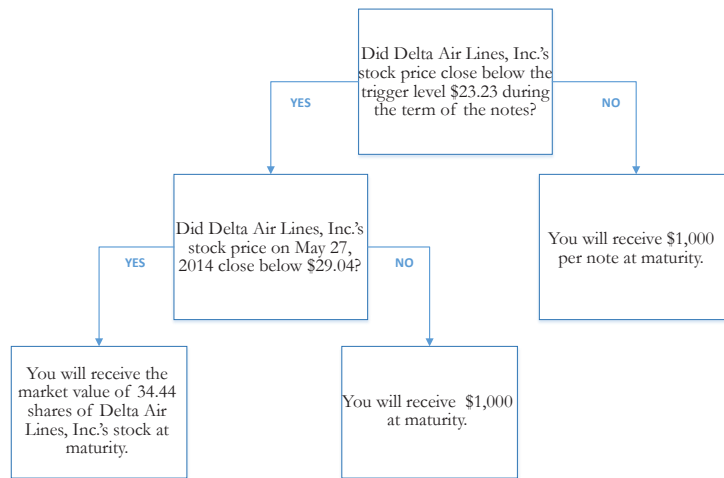 Did Delta Air Lines, Inc.'s
stock price close below the
trigger level $23.23 during
the term of the notes?
YES
NO
Did Delta Air Lines, Inc.'s
stock price on May 27,
2014 close below $29.04?
You will receive $1,000
per note at maturity.
YES
NO
You will receive the
market value of 34.44
shares of Delta Air
Lines, Inc.'s stock at
maturity.
You will receive $1,000
at maturity.